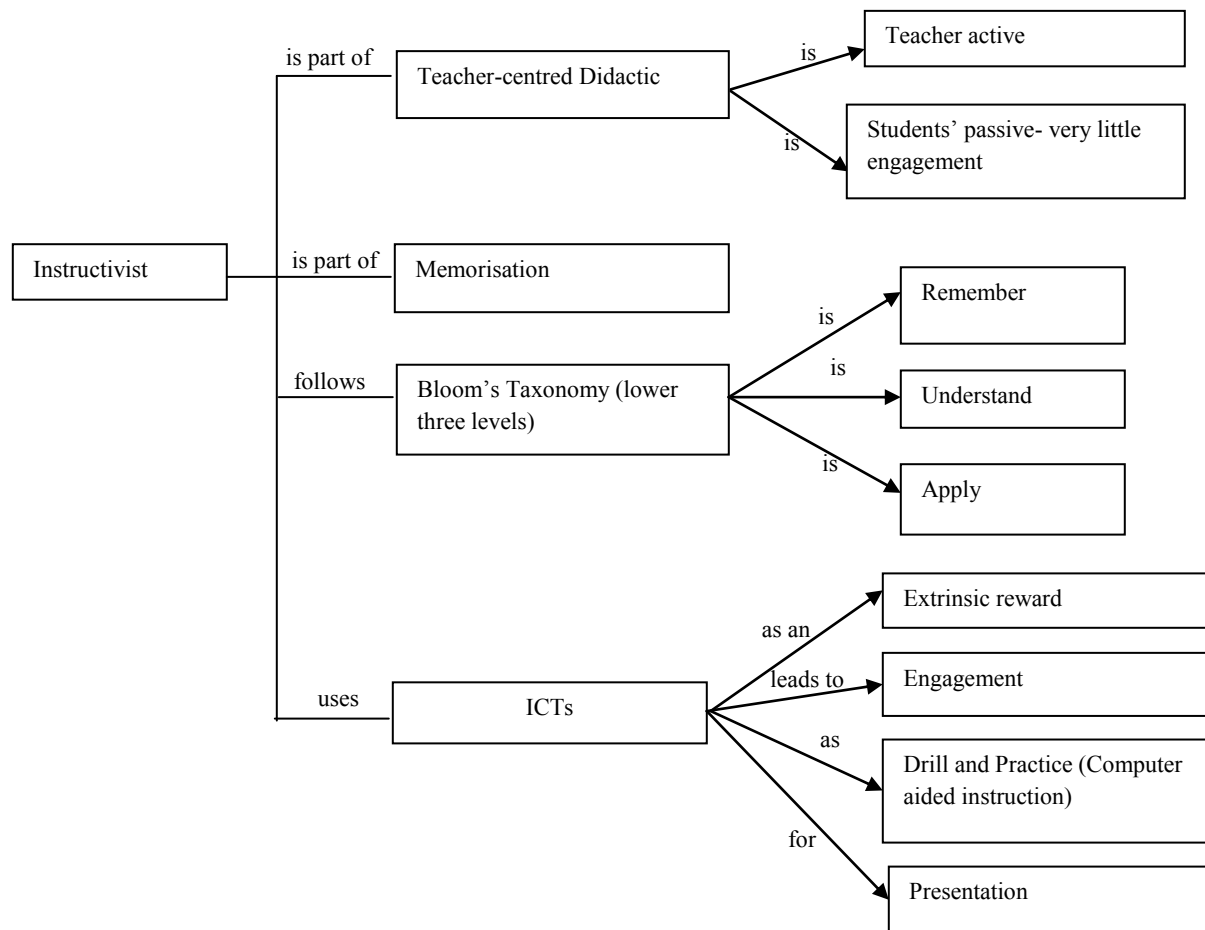 Teacher active
is
is part of
Teacher-centred Didactic
Students’ passive- very little
engagement
is
Instructivist
is part of
Memorisation
Remember
is
is
follows
Bloom’s Taxonomy (lower
three levels)
Understand
is
Apply
Extrinsic reward
as an
leads to
Engagement
uses
ICTs
as
Drill and Practice (Computer
aided instruction)
for
Presentation